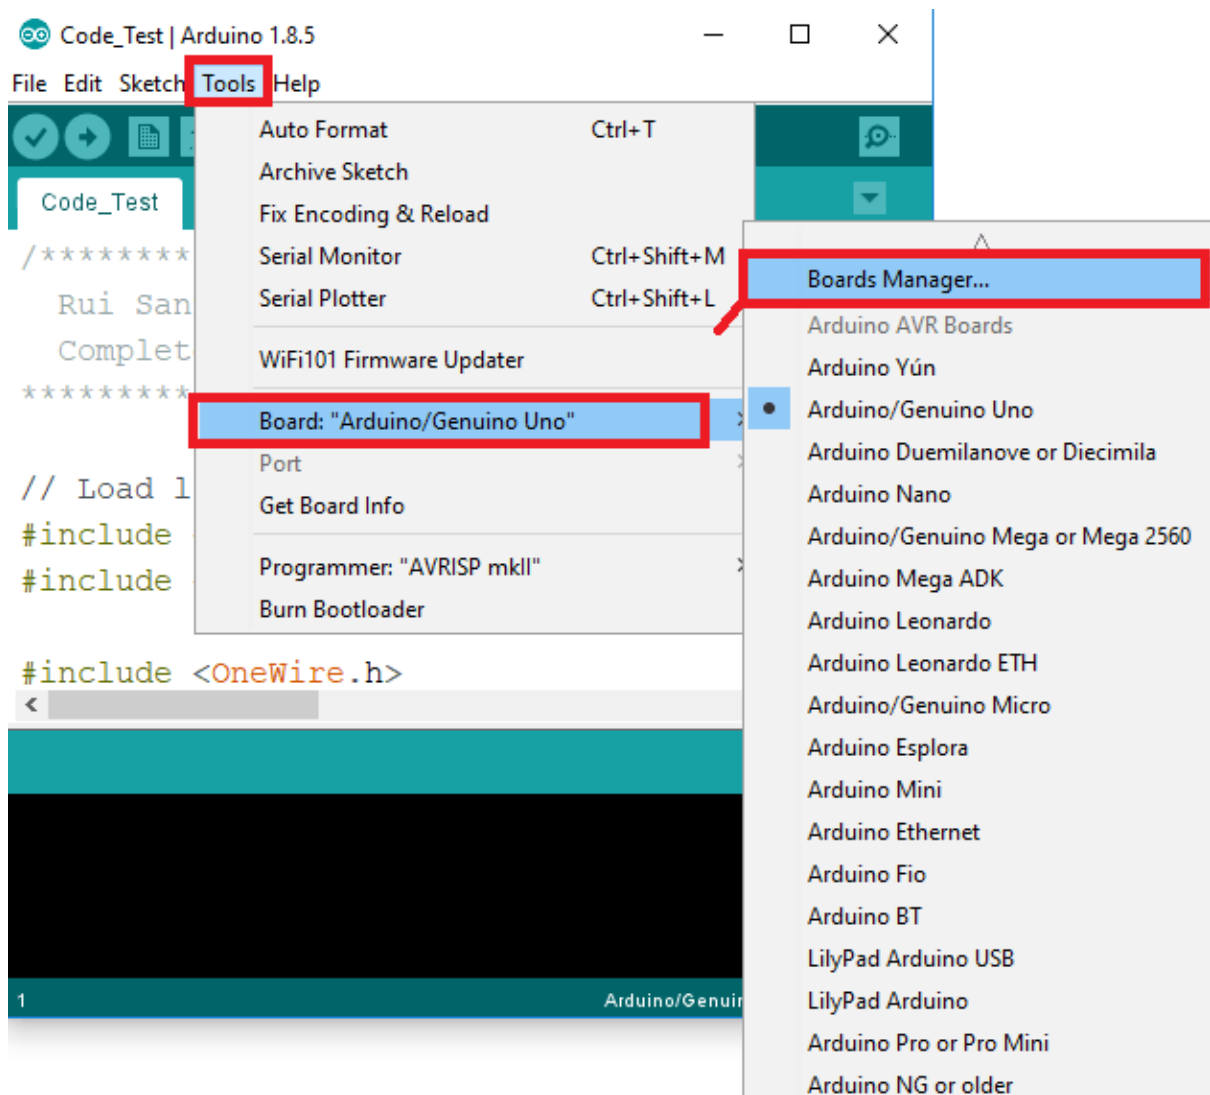 Code_Test | Arduino 1.8.5
File Edit Sketch Tools Help
Auto Format Ctrl+T
Archive Sketch
Fix Encoding & Reload
Serial Monitor Ctrl+Shift+M
Serial Plotter Ctrl+Shift+L
WiFi101 Firmware Updater
Board: "Arduino/Genuino Uno"
Port
Get Board Info
Programmer: "AVRISP mkII"
Burn Bootloader
Boards Manager...
Arduino AVR Boards
Arduino Yún
Arduino/Genuino Uno
Arduino Duemilanove or Diecimila
Arduino Nano
Arduino/Genuino Mega or Mega 2560
Arduino Mega ADK
Arduino Leonardo
Arduino Leonardo ETH
Arduino/Genuino Micro
Arduino Esplora
Arduino Mini
Arduino Ethernet
Arduino Fio
Arduino BT
LilyPad Arduino USB
LilyPad Arduino
Arduino Pro or Pro Mini
Arduino NG or older
Code_Test
/*********
Rui San
Complet
*********
// Load l
#include
#include
#include <OneWire.h>
1 Arduino/Genuin